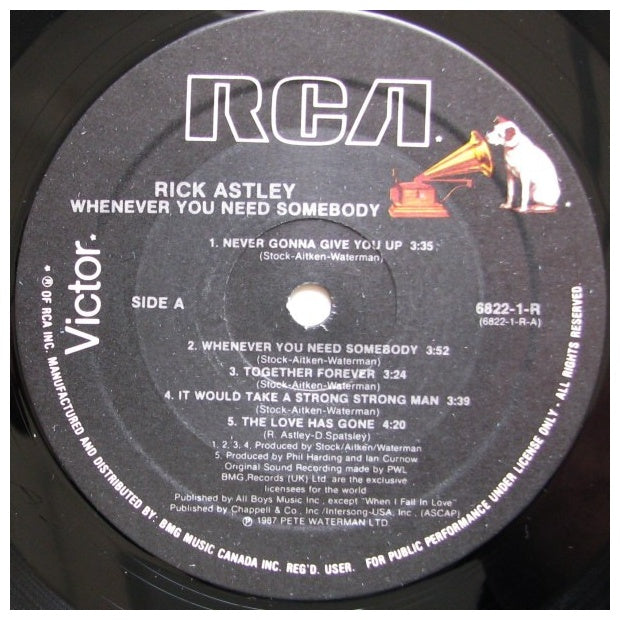 RCA
RICK ASTLEY
WHENEVER YOU NEED SOMEBODY
1. NEVER GONNA GIVE YOU UP 3:35
(Stock-Aitken-Waterman)
Victor.
SIDE A
6822-1-R
(6822-1-R-A)
2. WHENEVER YOU NEED SOMEBODY 3:52
(Stock-Aitken-Waterman)
3. TOGETHER FOREVER 3:24
(Stock-Aitken-Waterman)
4. IT WOULD TAKE A STRONG STRONG MAN 3:39
(Stock-Aitken-Waterman)
5. THE LOVE HAS GONE 4:20
(R. Astley-D.Spatsley)
1, 2, 3, 4, Produced by Stock/Aitken/Waterman
5. Produced by Phil Harding and Ian Curnow
Original Sound Recording made by PWL
BMG Records (UK) Ltd. are the exclusive
licensees for the world
Published by All Boys Music Inc., except "When I Fall In Love"
Published by Chappell & Co., Inc./Intersong-USA, Inc., (ASCAP)
℗ 1987 PETE WATERMAN LTD.
* ® OF RCA INC. MANUFACTURED AND DISTRIBUTED BY: BMG MUSIC CANADA INC. REG'D. USER. FOR PUBLIC PERFORMANCE UNDER LICENSE ONLY - ALL RIGHTS RESERVED